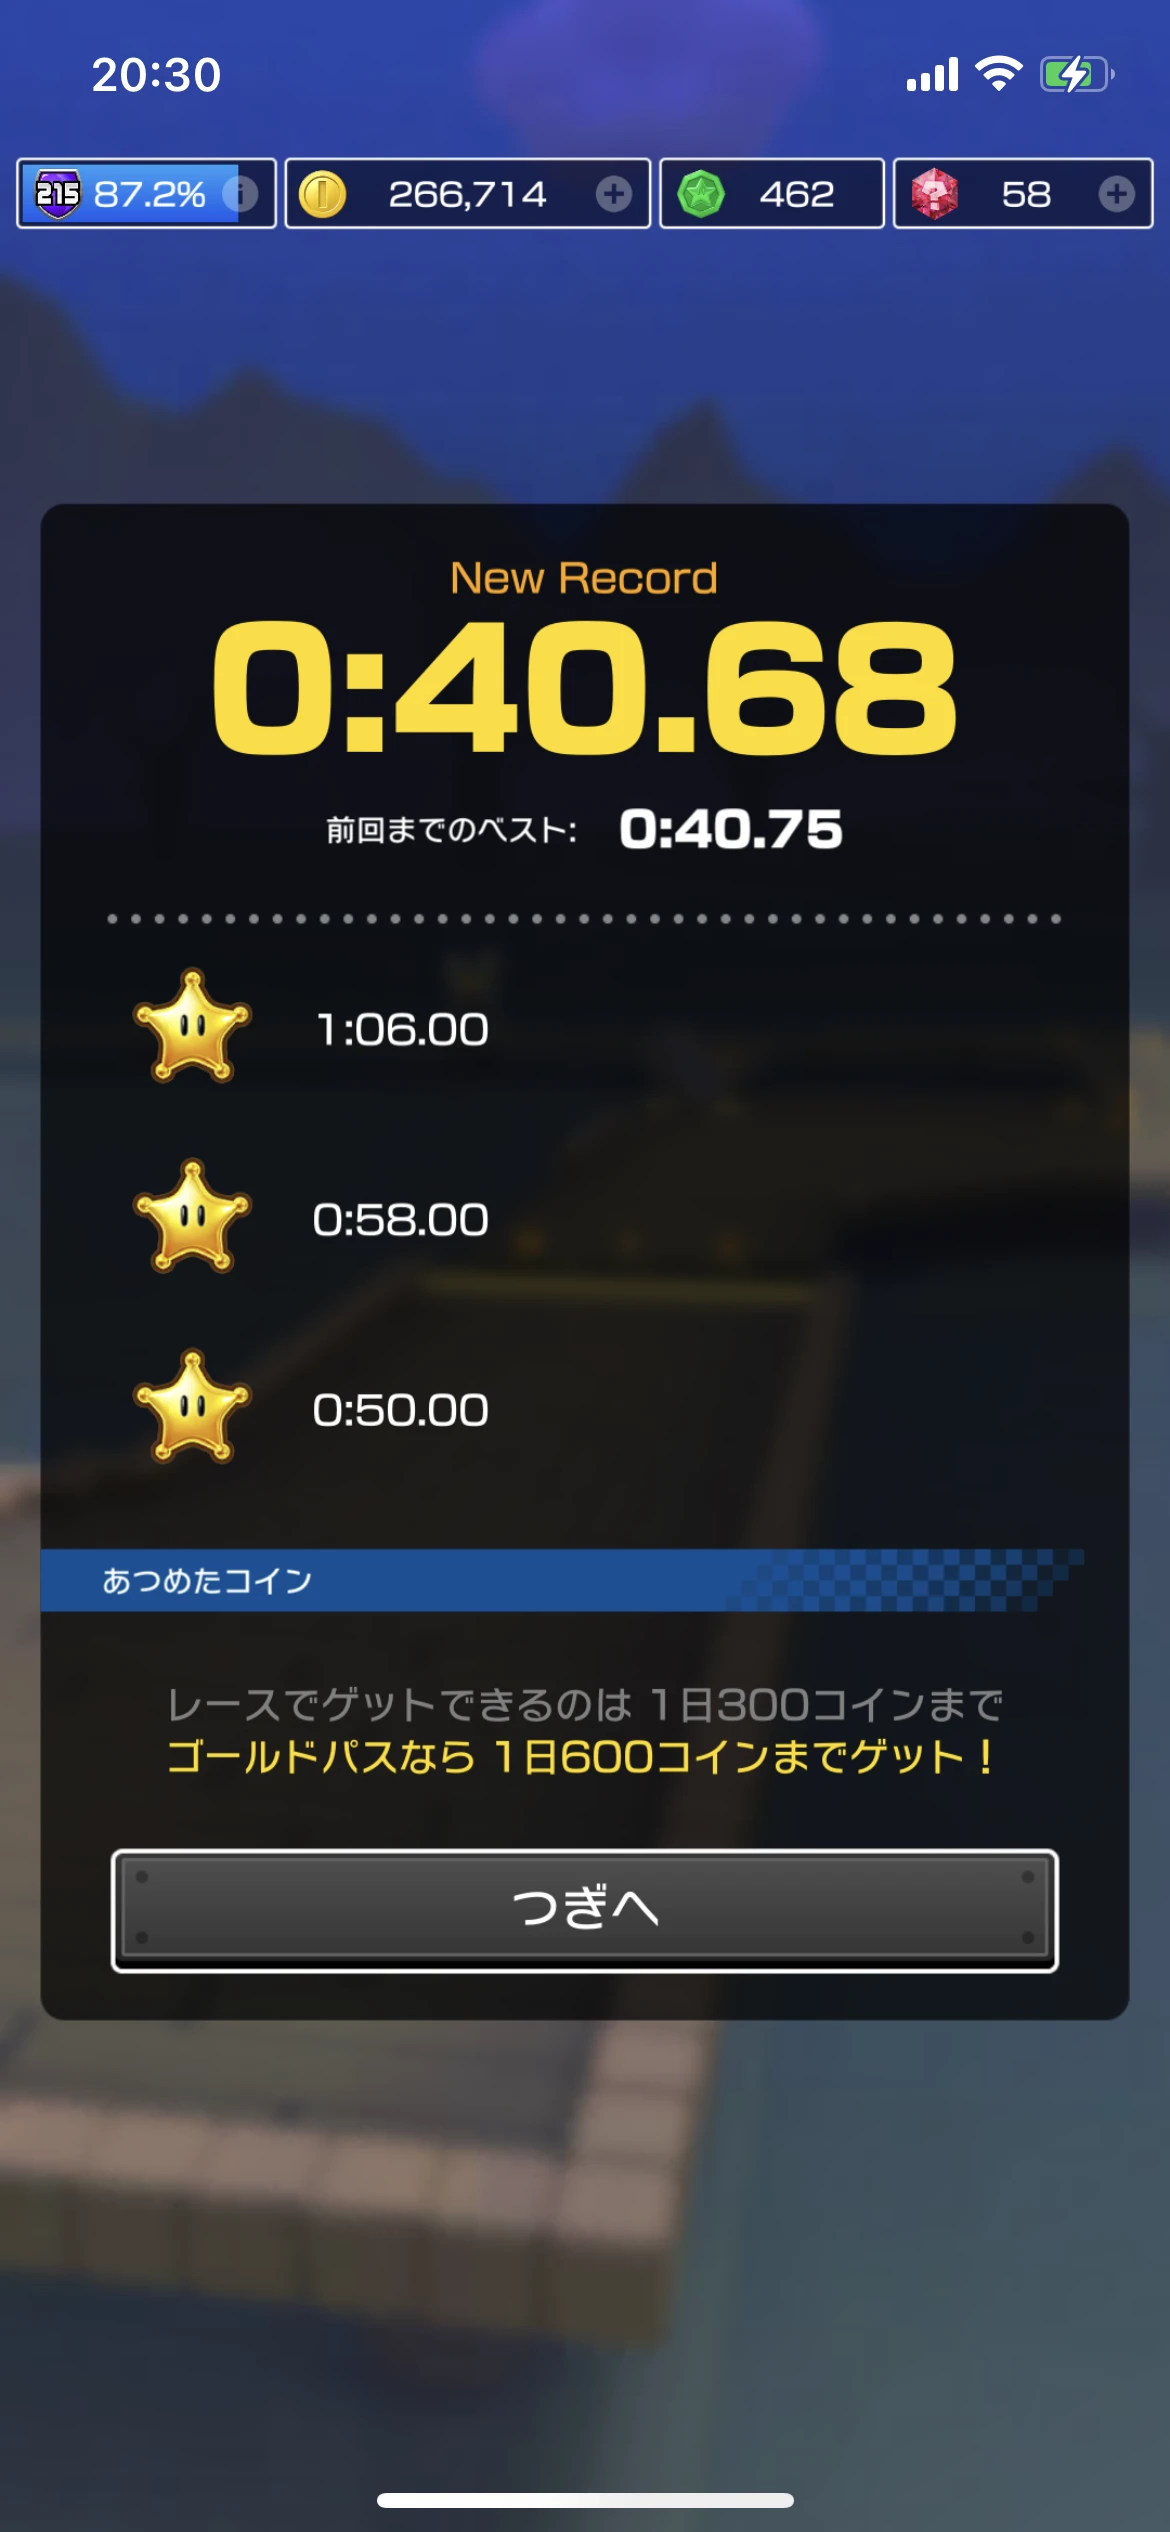 20:30
215 87.2% i 266,714 + 462 58 +
New Record
0:40.68
前回までのベスト: 0:40.75
1:06.00
0:58.00
0:50.00
あつめたコイン
レースでゲットできるのは 1日300コインまで
ゴールドパスなら 1日600コインまでゲット！
つぎへ